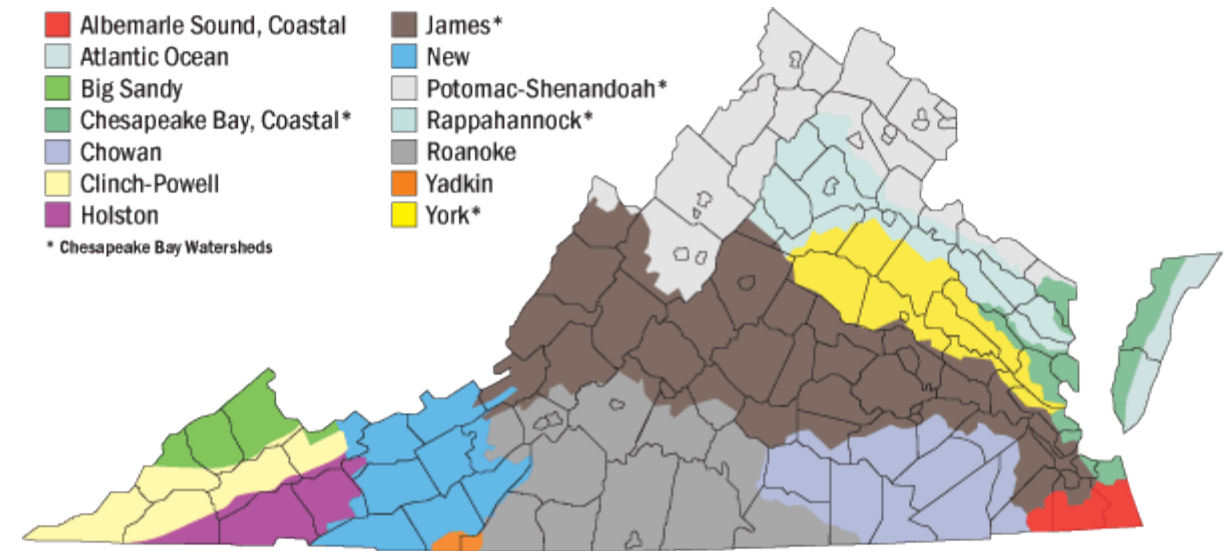 Albemarle Sound, Coastal
Atlantic Ocean
Big Sandy
Chesapeake Bay, Coastal*
Chowan
Clinch-Powell
Holston
* Chesapeake Bay Watersheds
James*
New
Potomac-Shenandoah*
Rappahannock*
Roanoke
Yadkin
York*